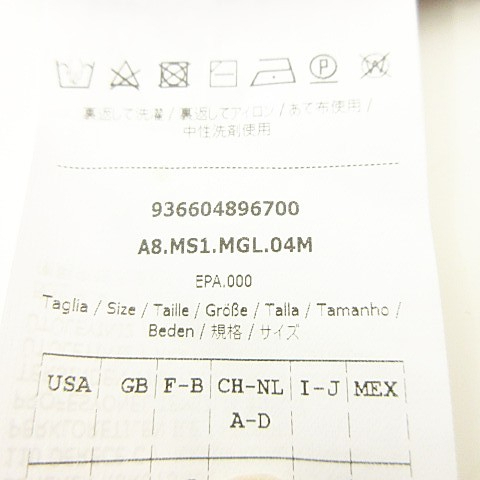 裏返して洗濯 / 裏返してアイロン / あて布使用 /
中性洗剤使用
936604896700
A8.MS1.MGL.04M
EPA.000
Taglia / Size / Taille / Größe / Talla / Tamanho /
Beden / 規格 / サイズ
USA GB F-B CH-NL I-J MEX
A-D